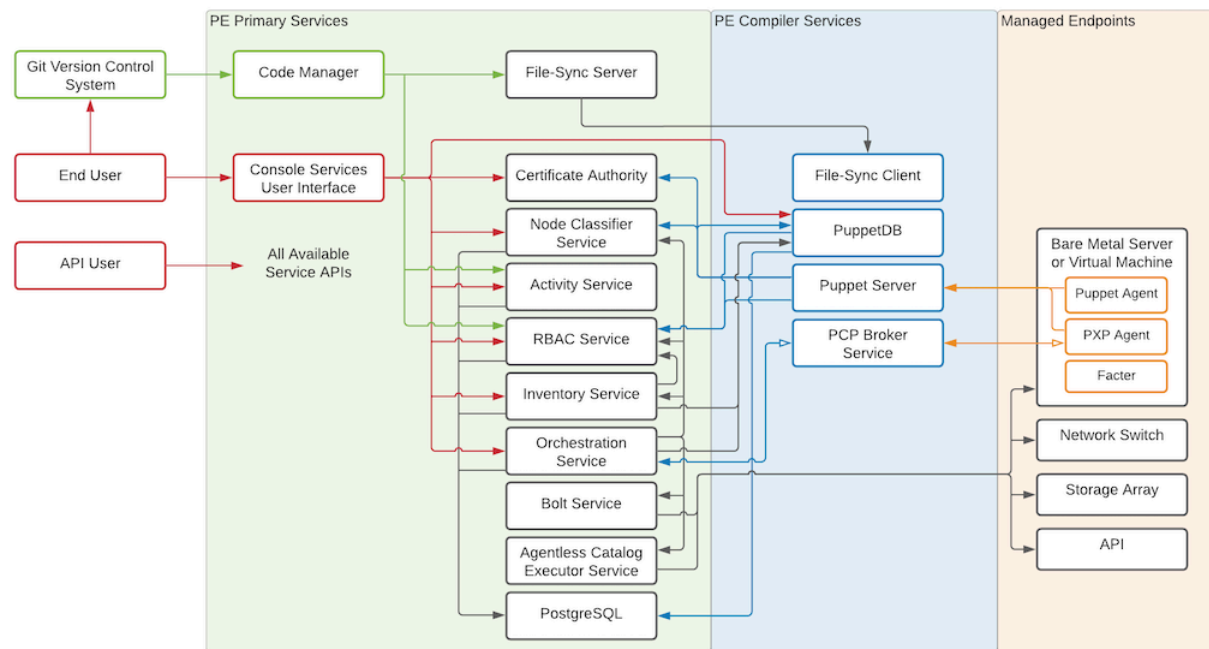 PE Primary Services
PE Compiler Services
Managed Endpoints
Git Version Control
System
Code Manager
File-Sync Server
End User
Console Services
User Interface
Certificate Authority
File-Sync Client
Node Classifier
Service
PuppetDB
API User
All Available
Service APIs
Bare Metal Server
or Virtual Machine
Activity Service
Puppet Server
Puppet Agent
RBAC Service
PCP Broker
Service
PXP Agent
Facter
Inventory Service
Orchestration
Service
Network Switch
Bolt Service
Storage Array
Agentless Catalog
Executor Service
API
PostgreSQL